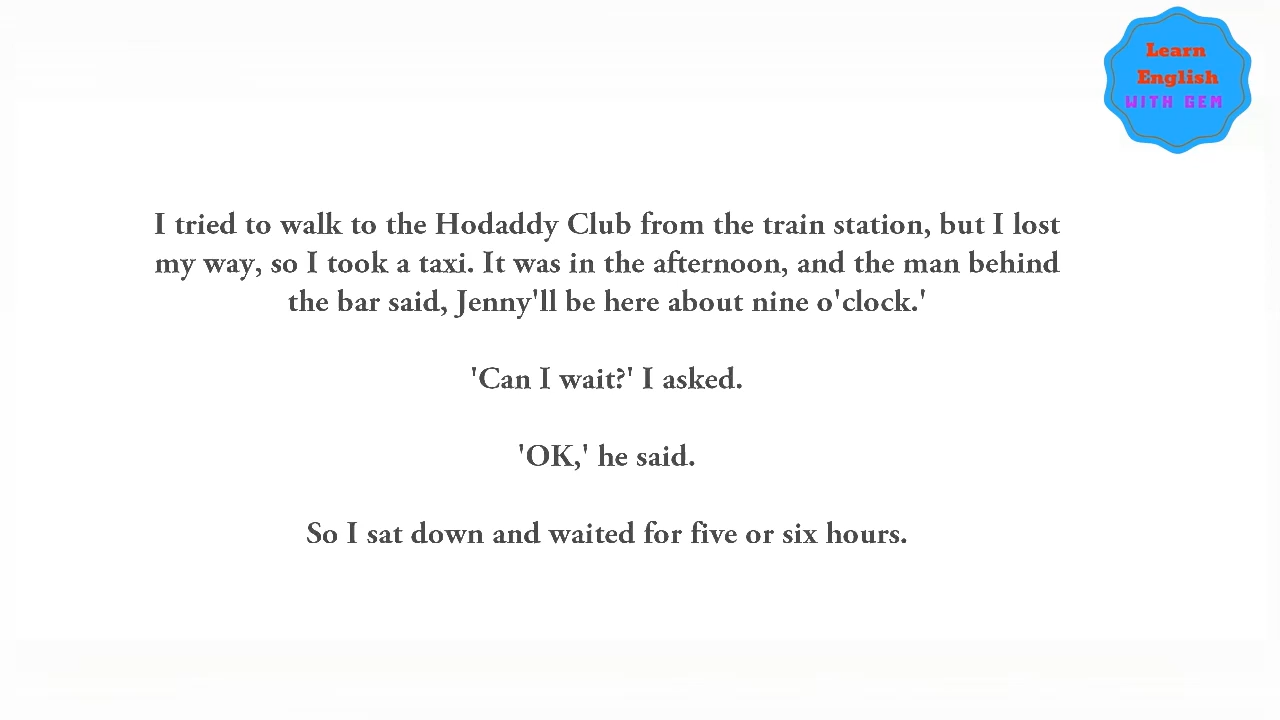 Learn
English
WITH GEM
I tried to walk to the Hodaddy Club from the train station, but I lost
my way, so I took a taxi. It was in the afternoon, and the man behind
the bar said, Jenny'll be here about nine o'clock.'
'Can I wait?' I asked.
'OK,' he said.
So I sat down and waited for five or six hours.